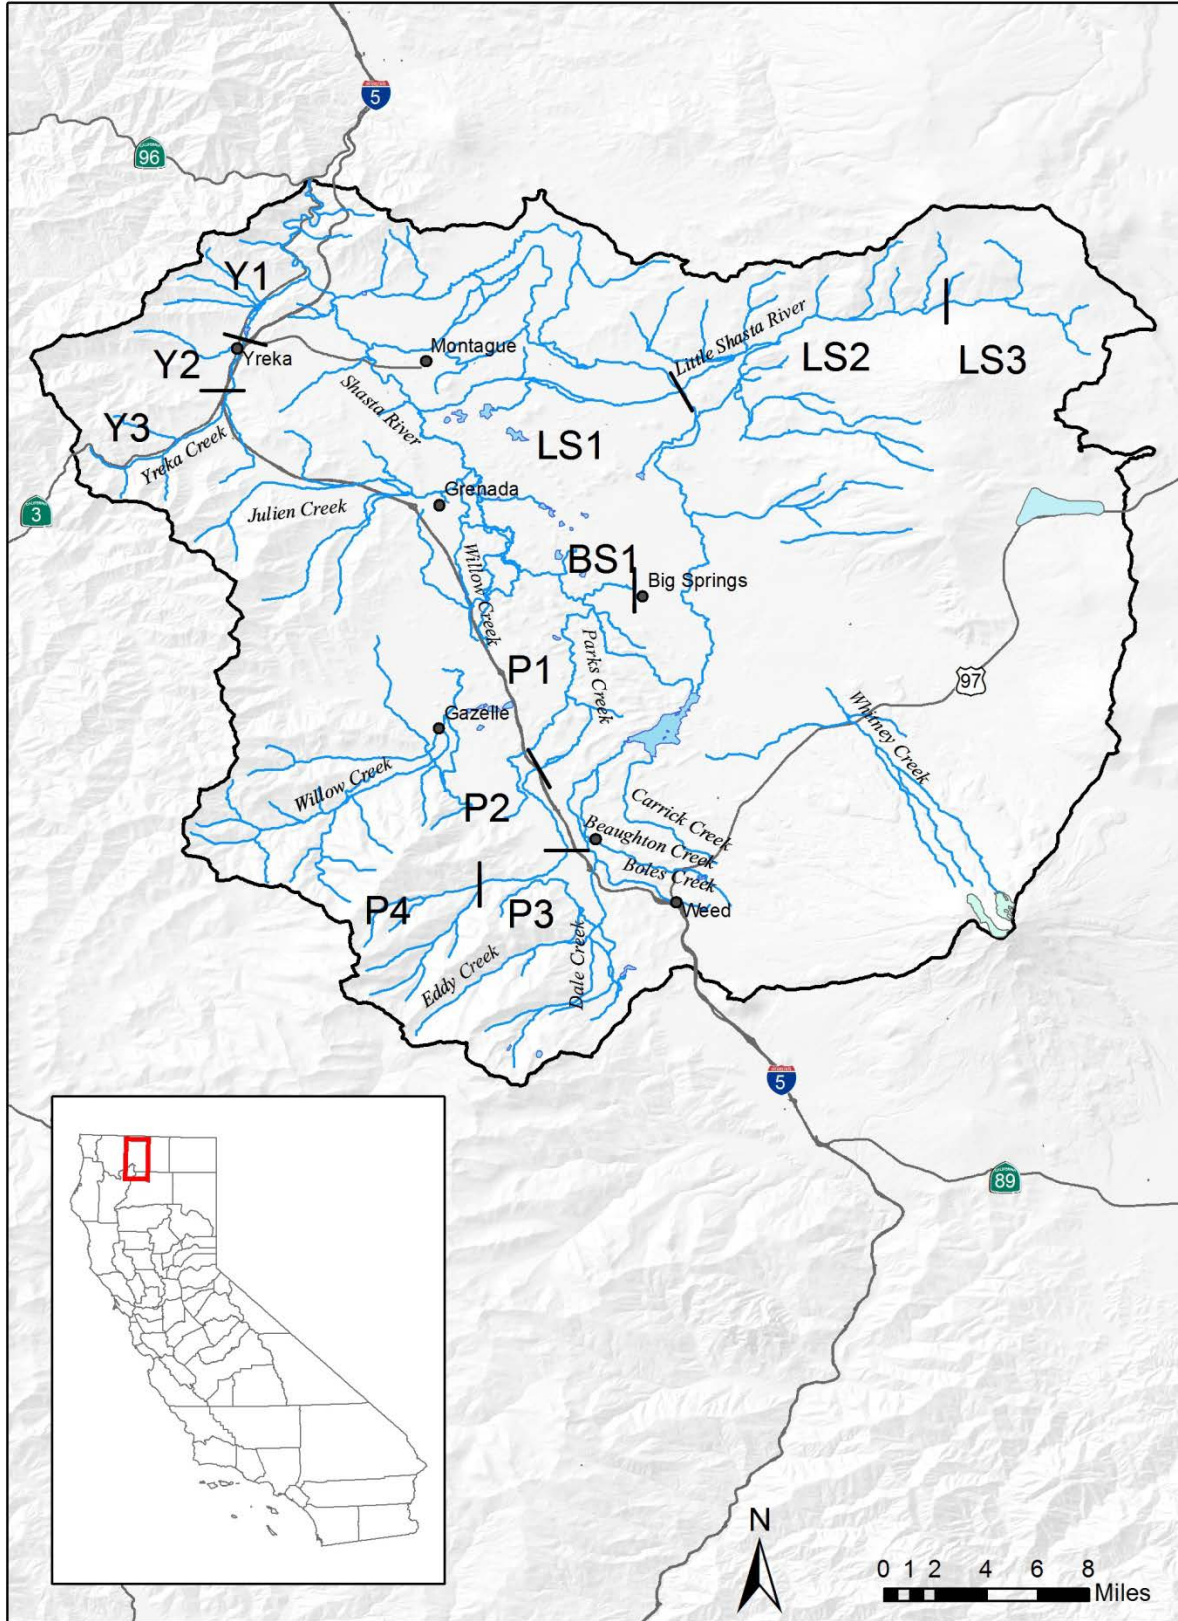 5
CALIFORNIA
96
Y1
Y2
Yreka
Montague
Little Shasta River
LS2
LS3
Shasta River
Y3
Yreka Creek
LS1
CALIFORNIA
3
Julien Creek
Grenada
Willow Creek
BS1
Big Springs
Parks Creek
P1
97
Whitney Creek
Gazelle
Willow Creek
P2
Carrick Creek
Beaughton Creek
Boles Creek
Weed
P4
P3
Eddy Creek
Dale Creek
5
CALIFORNIA
89
N
0 1 2 4 6 8
Miles